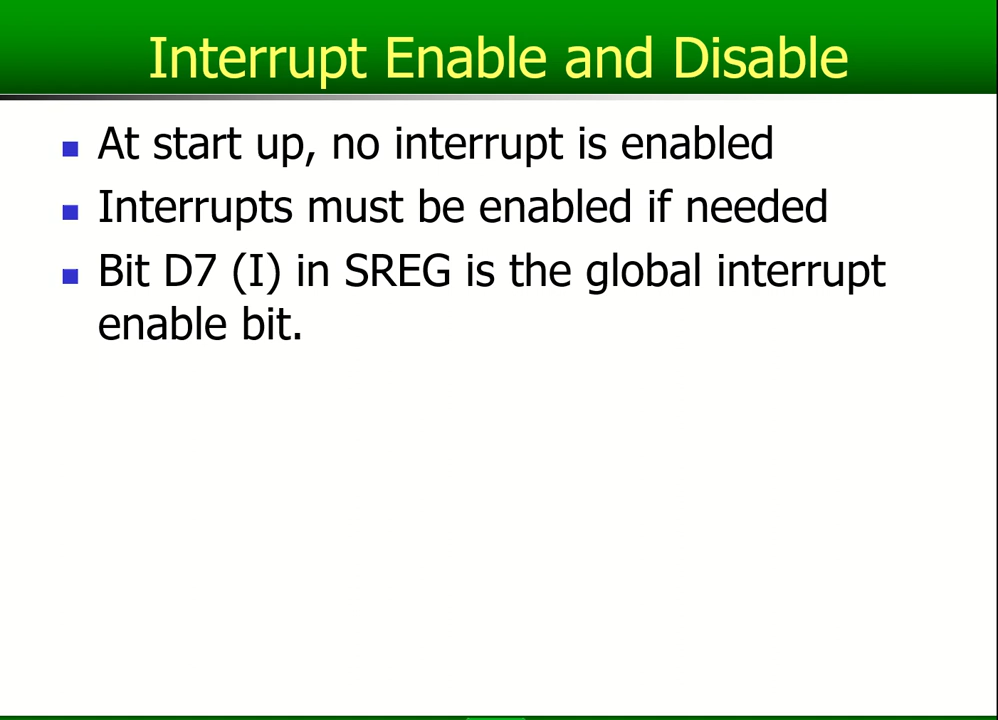 Interrupt Enable and Disable
At start up, no interrupt is enabled
Interrupts must be enabled if needed
Bit D7 (I) in SREG is the global interrupt
enable bit.